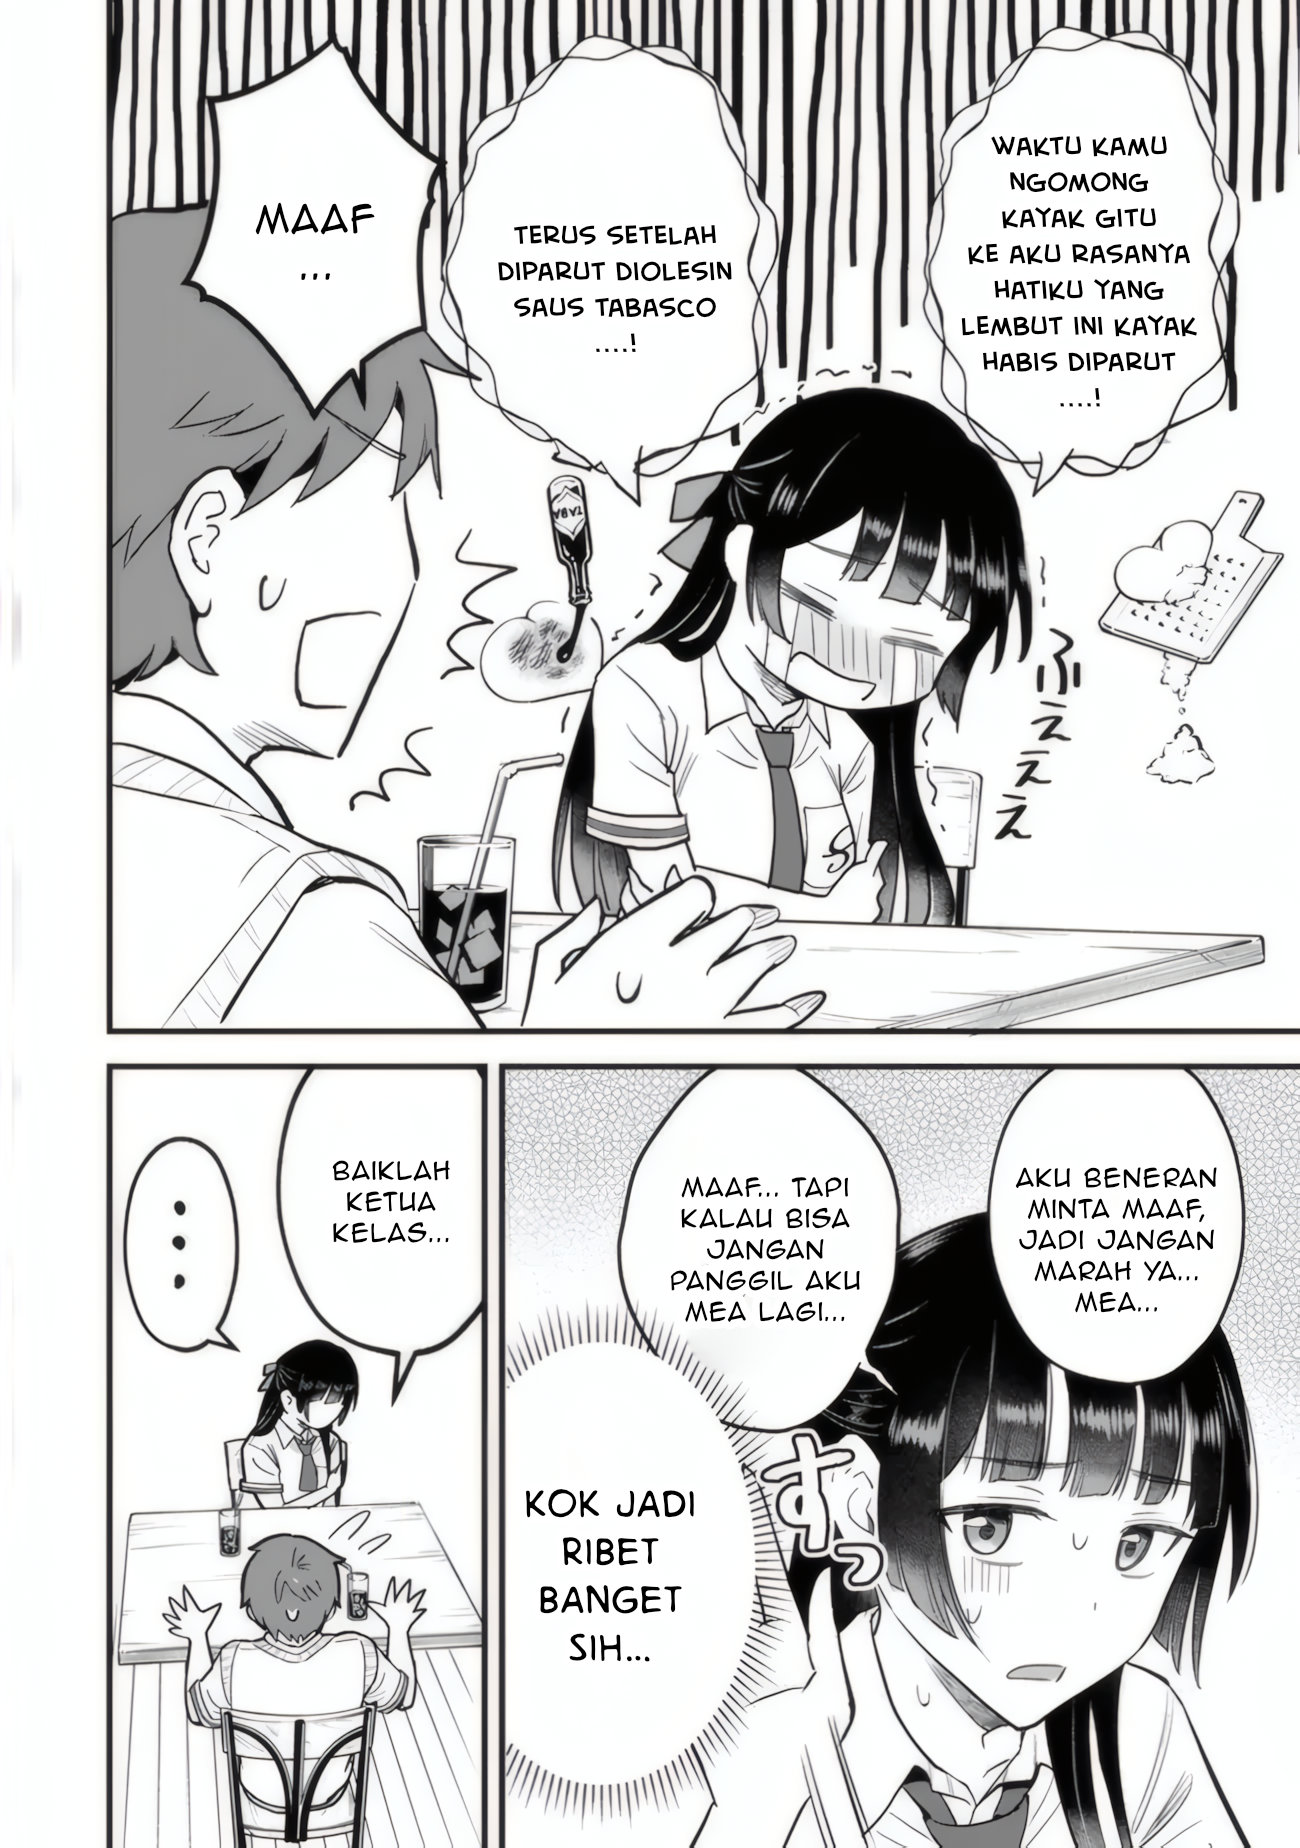 WAKTU KAMU
NGOMONG
KAYAK GITU
KE AKU RASANYA
HATIKU YANG
LEMBUT INI KAYAK
HABIS DIPARUT
....!
TERUS SETELAH
DIPARUT DIOLESIN
SAUS TABASCO
....!
MAAF
...
TABA
ふえええ
S
AKU BENERAN
MINTA MAAF,
JADI JANGAN
MARAH YA...
MEA...
MAAF... TAPI
KALAU BISA
JANGAN
PANGGIL AKU
MEA LAGI...
すっ
KOK JADI
RIBET
BANGET
SIH...
BAIKLAH
KETUA
KELAS...
...